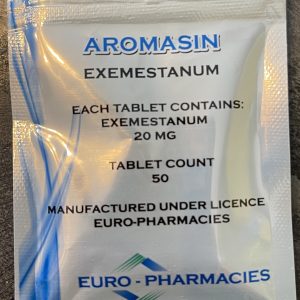 AROMASIN
EXEMESTANUM
EACH TABLET CONTAINS:
EXEMESTANUM
20 MG
TABLET COUNT
50
MANUFACTURED UNDER LICENCE
EURO-PHARMACIES
EURO - PHARMACIES